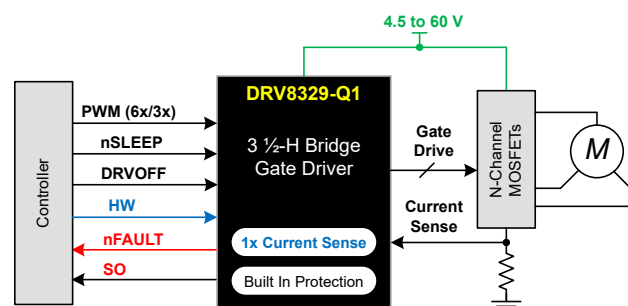 4.5 to 60 V
DRV8329-Q1
3 ½-H Bridge
Gate Driver
1x Current Sense
Built In Protection
Controller
PWM (6x/3x)
nSLEEP
DRVOFF
HW
nFAULT
SO
Gate
Drive
Current
Sense
N-Channel
MOSFETs
M